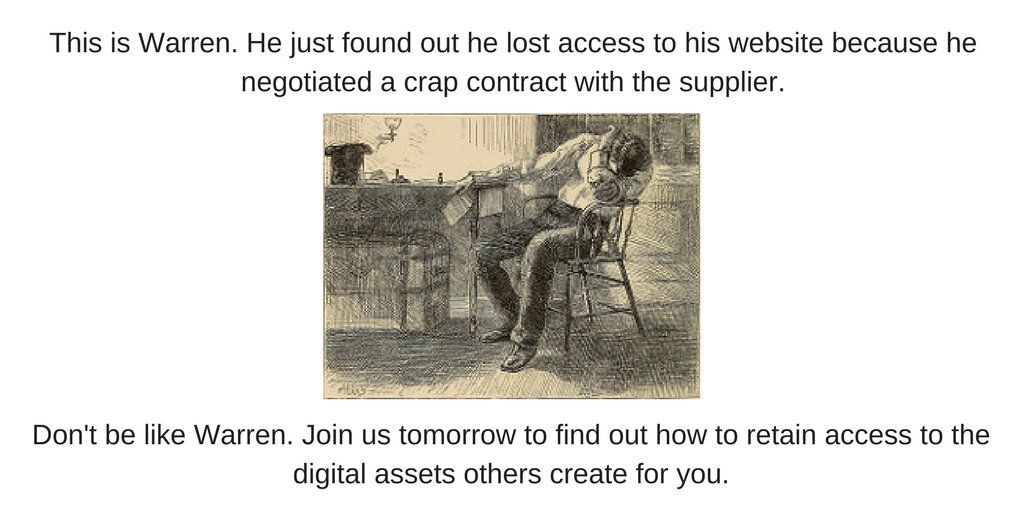 This is Warren. He just found out he lost access to his website because he
negotiated a crap contract with the supplier.
Don't be like Warren. Join us tomorrow to find out how to retain access to the
digital assets others create for you.